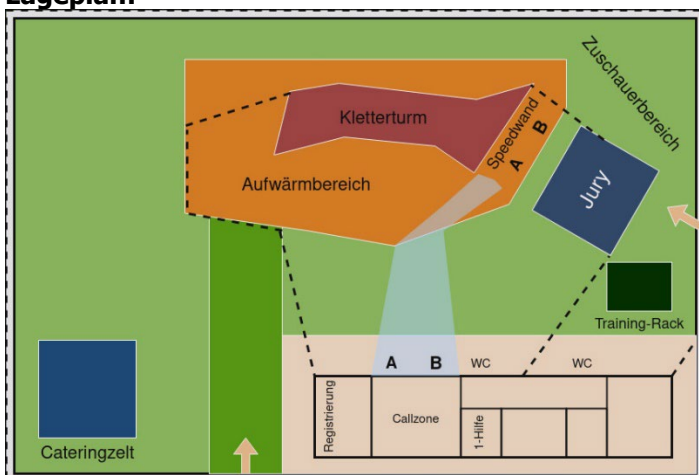 Lageplan:
Zuschauerbereich
Kletterturm
Speedwand
A B
Aufwärmbereich
Jury
Training-Rack
A B WC WC
Registrierung
Callzone
1-Hilfe
Cateringzelt